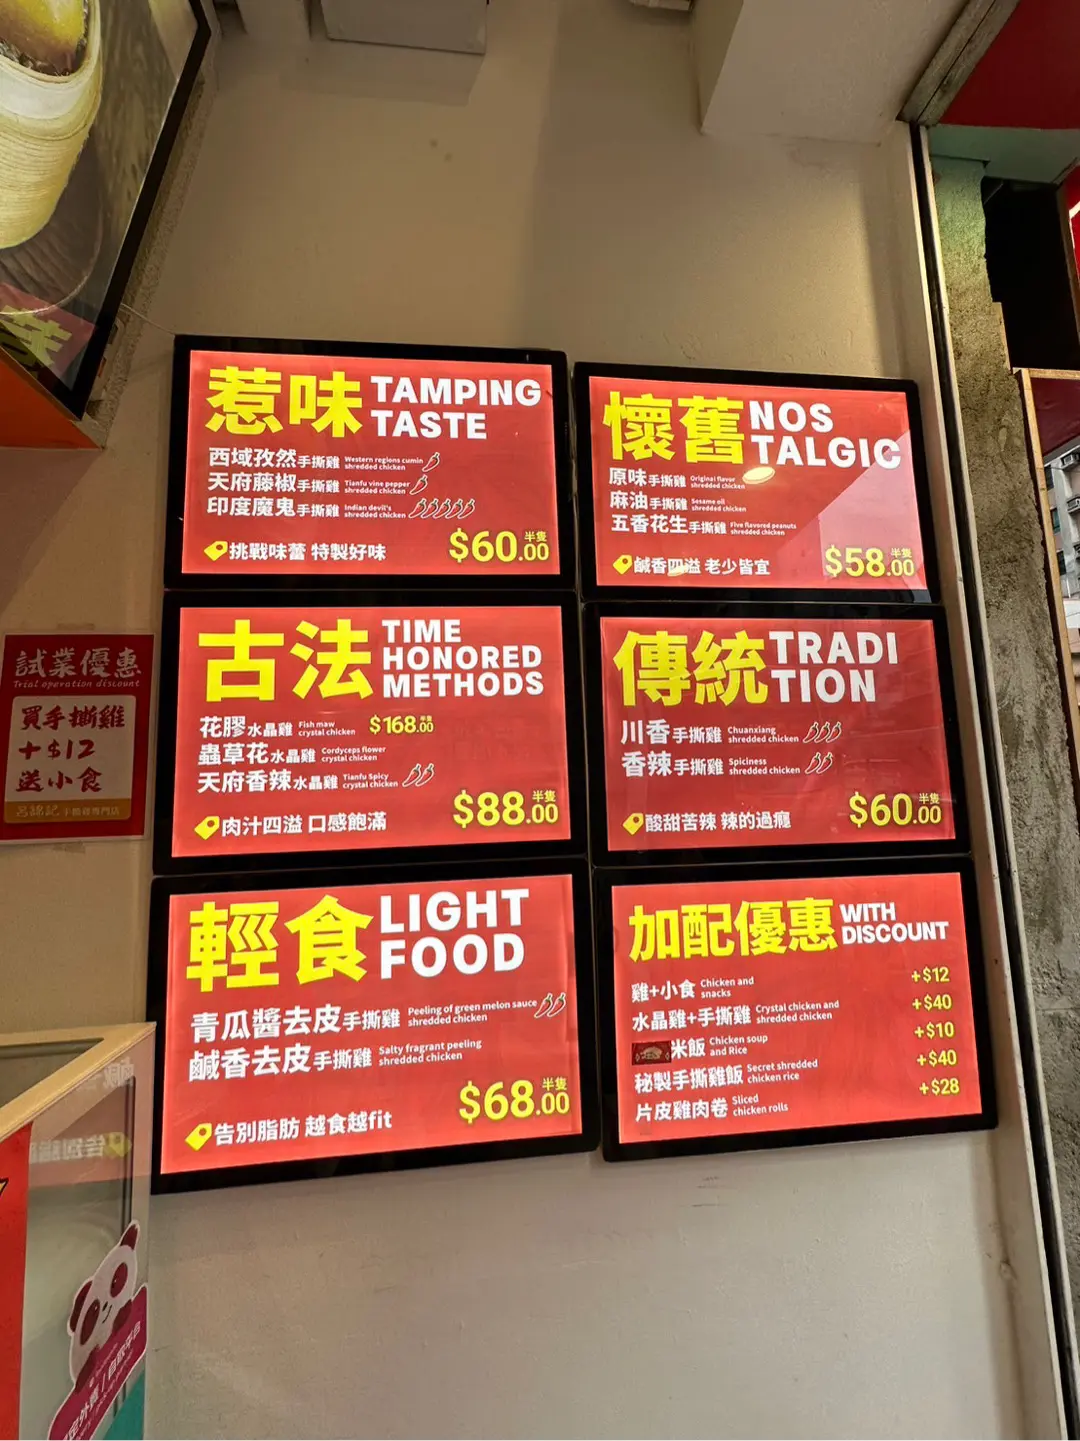 惹味 TAMPING
TASTE
西域孜然手撕雞 Western regions cumin
shredded chicken
天府藤椒手撕雞 Tianfu vine pepper
shredded chicken
印度魔鬼手撕雞 Indian devil's
shredded chicken
挑戰味蕾 特製好味
$60.00 半隻
懷舊 NOS
TALGIC
原味手撕雞 Original flavor
shredded chicken
麻油手撕雞 Sesame oil
shredded chicken
五香花生手撕雞 Five flavored peanuts
shredded chicken
鹹香四溢 老少皆宜
$58.00 半隻
古法 TIME
HONORED
METHODS
花膠水晶雞 Fish maw
crystal chicken $168.00 半隻
蟲草花水晶雞 Cordyceps flower
crystal chicken
天府香辣水晶雞 Tianfu Spicy
crystal chicken
肉汁四溢 口感飽滿
$88.00 半隻
傳統 TRADI
TION
川香手撕雞 Chuanxiang
shredded chicken
香辣手撕雞 Spiciness
shredded chicken
酸甜苦辣 辣的過癮
$60.00 半隻
輕食 LIGHT
FOOD
青瓜醬去皮手撕雞 Peeling of green melon sauce
shredded chicken
鹹香去皮手撕雞 Salty fragrant peeling
shredded chicken
告別脂肪 越食越fit
$68.00 半隻
加配優惠 WITH
DISCOUNT
雞+小食 Chicken and
snacks +$12
水晶雞+手撕雞 Crystal chicken and
shredded chicken +$40
米飯 Chicken soup
and Rice +$10
秘製手撕雞飯 Secret shredded
chicken rice +$40
片皮雞肉卷 Sliced
chicken rolls +$28
試業優惠
Trial operation discount
買手撕雞
+$12
送小食
手撕雞專門店